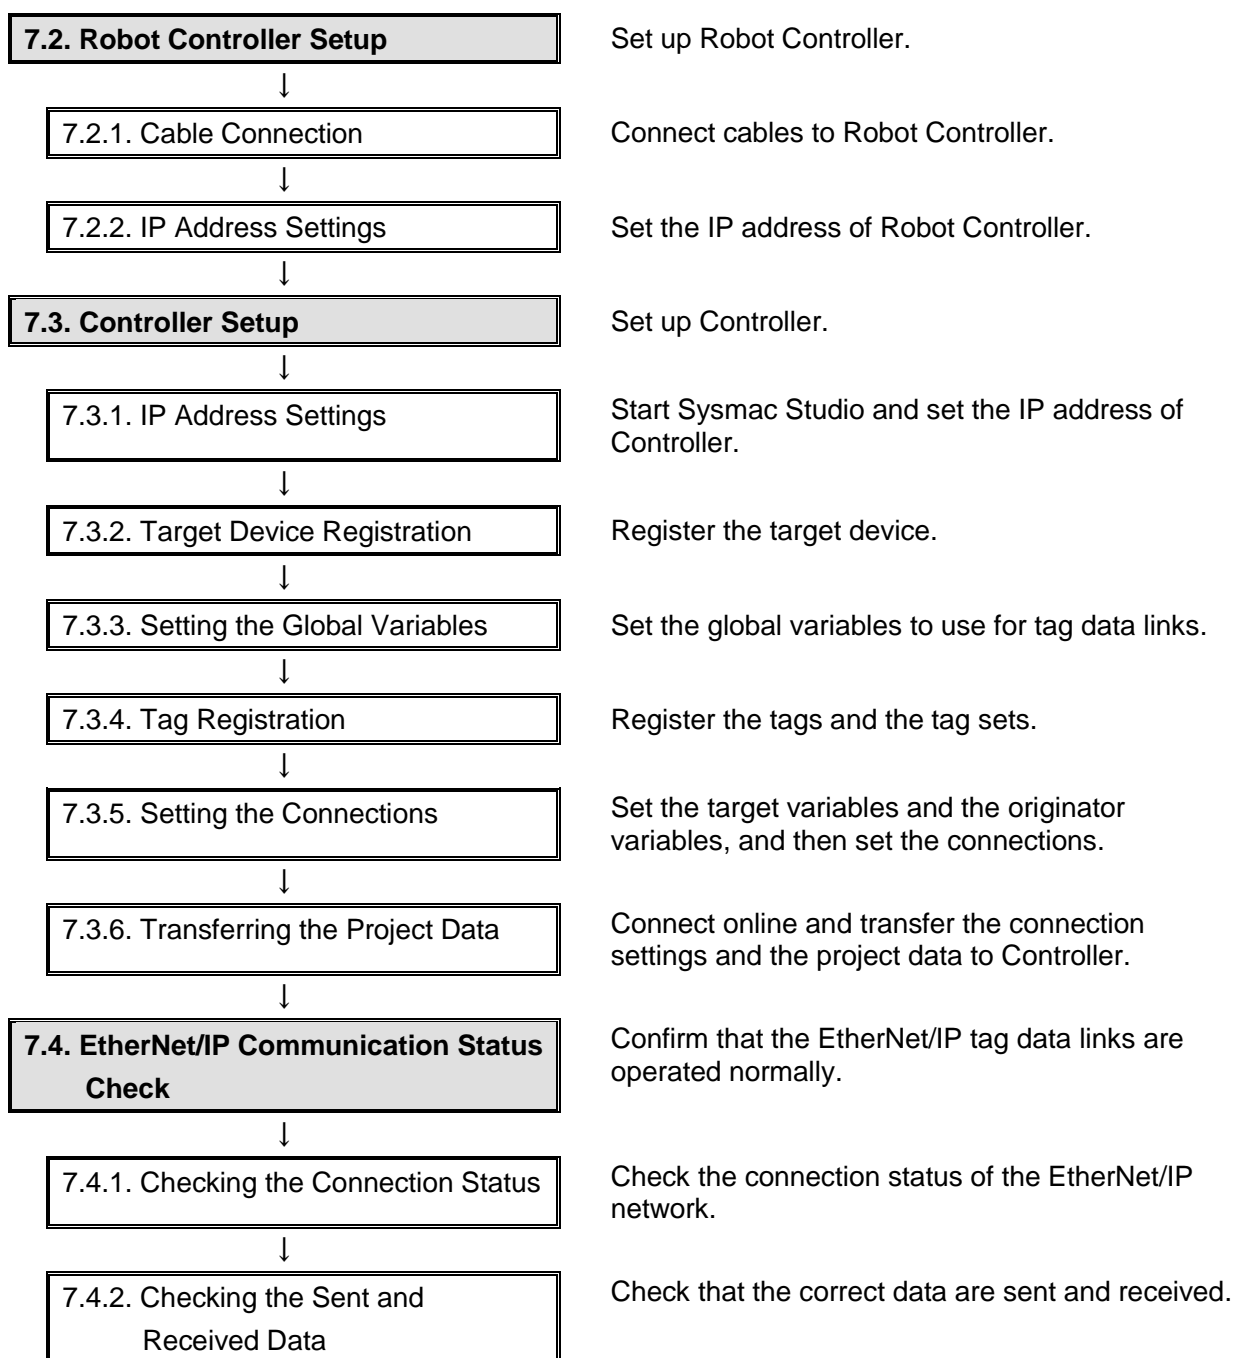 7.2. Robot Controller Setup
Set up Robot Controller.
↓
7.2.1. Cable Connection
Connect cables to Robot Controller.
↓
7.2.2. IP Address Settings
Set the IP address of Robot Controller.
↓
7.3. Controller Setup
Set up Controller.
↓
7.3.1. IP Address Settings
Start Sysmac Studio and set the IP address of
Controller.
↓
7.3.2. Target Device Registration
Register the target device.
↓
7.3.3. Setting the Global Variables
Set the global variables to use for tag data links.
↓
7.3.4. Tag Registration
Register the tags and the tag sets.
↓
7.3.5. Setting the Connections
Set the target variables and the originator
variables, and then set the connections.
↓
7.3.6. Transferring the Project Data
Connect online and transfer the connection
settings and the project data to Controller.
↓
7.4. EtherNet/IP Communication Status
Check
Confirm that the EtherNet/IP tag data links are
operated normally.
↓
7.4.1. Checking the Connection Status
Check the connection status of the EtherNet/IP
network.
↓
7.4.2. Checking the Sent and
Received Data
Check that the correct data are sent and received.